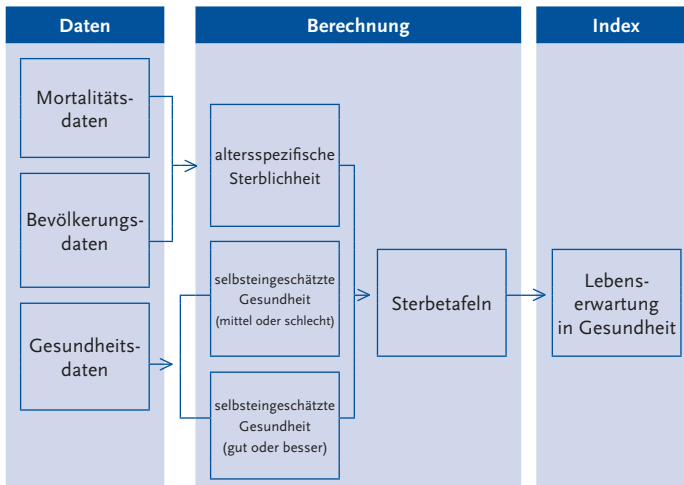 Daten
Berechnung
Index
Mortalitäts-
daten
Bevölkerungs-
daten
Gesundheits-
daten
altersspezifische
Sterblichkeit
selbsteingeschätzte
Gesundheit
(mittel oder schlecht)
selbsteingeschätzte
Gesundheit
(gut oder besser)
Sterbetafeln
Lebens-
erwartung
in Gesundheit